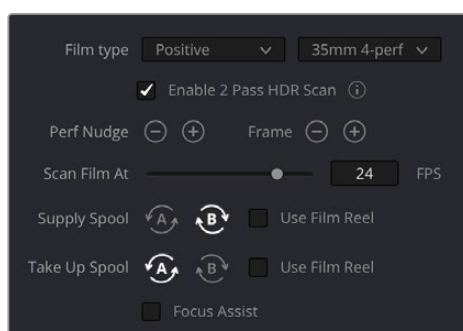 Film type Positive 35mm 4-perf
Enable 2 Pass HDR Scan
Perf Nudge Frame
Scan Film At 24 FPS
Supply Spool A B Use Film Reel
Take Up Spool A B Use Film Reel
Focus Assist